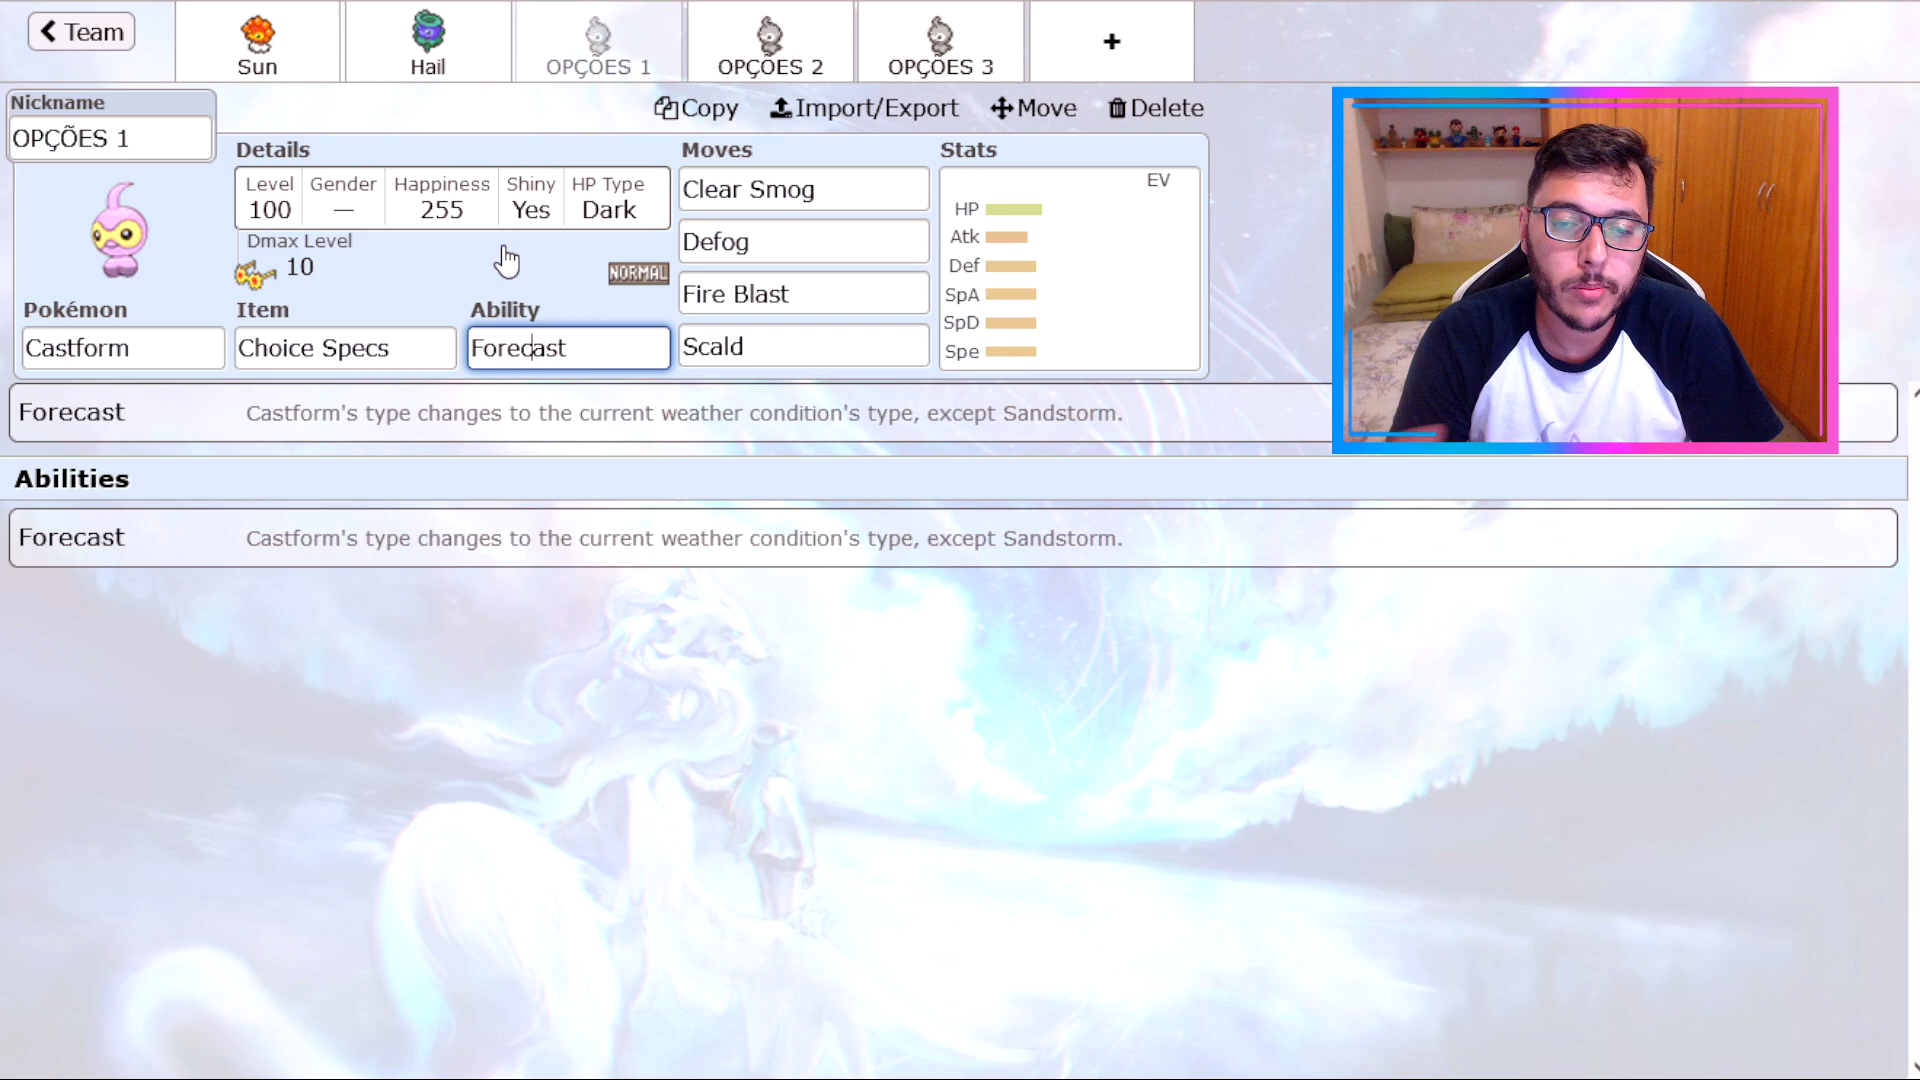 Team
Sun
Hail
OPÇÕES 1
OPÇÕES 2
OPÇÕES 3
+
Nickname
OPÇÕES 1
Copy
Import/Export
Move
Delete
Details
Level
100
Gender
—
Happiness
255
Shiny
Yes
HP Type
Dark
Dmax Level
10
NORMAL
Pokémon
Castform
Item
Choice Specs
Ability
Forecast
Moves
Clear Smog
Defog
Fire Blast
Scald
Stats
EV
HP
Atk
Def
SpA
SpD
Spe
Forecast Castform's type changes to the current weather condition's type, except Sandstorm.
Abilities
Forecast Castform's type changes to the current weather condition's type, except Sandstorm.